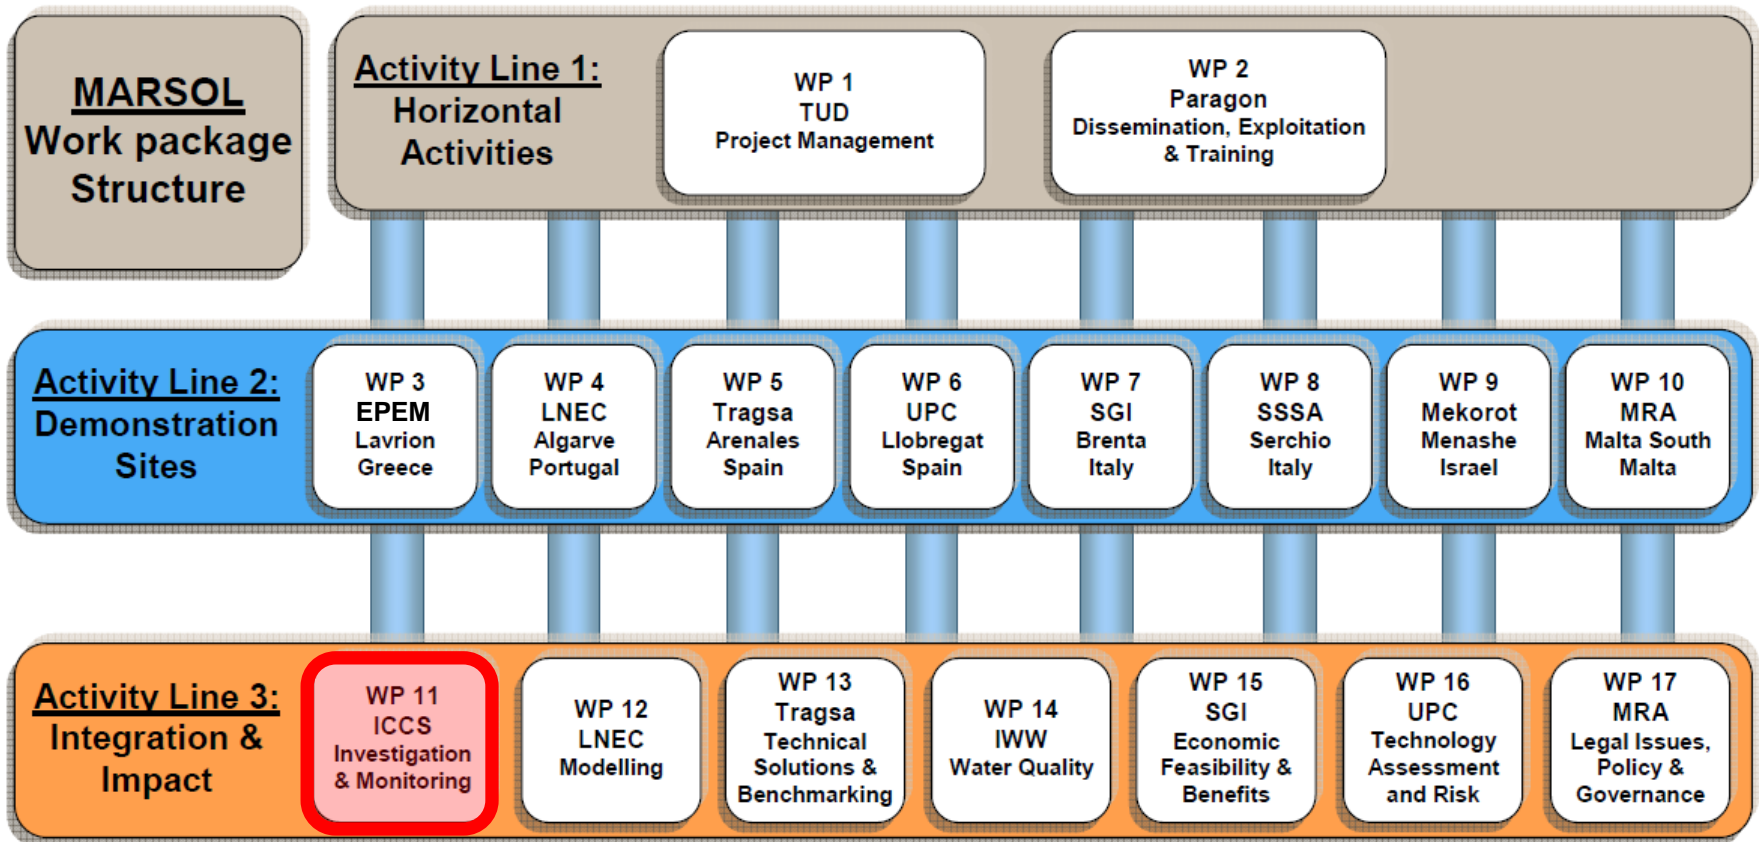 MARSOL
Work package
Structure
Activity Line 1:
Horizontal
Activities
WP 1
TUD
Project Management
WP 2
Paragon
Dissemination, Exploitation
& Training
Activity Line 2:
Demonstration
Sites
WP 3
EPEM
Lavrion
Greece
WP 4
LNEC
Algarve
Portugal
WP 5
Tragsa
Arenales
Spain
WP 6
UPC
Llobregat
Spain
WP 7
SGI
Brenta
Italy
WP 8
SSSA
Serchio
Italy
WP 9
Mekorot
Menashe
Israel
WP 10
MRA
Malta South
Malta
Activity Line 3:
Integration &
Impact
WP 11
ICCS
Investigation
& Monitoring
WP 12
LNEC
Modelling
WP 13
Tragsa
Technical
Solutions &
Benchmarking
WP 14
IWW
Water Quality
WP 15
SGI
Economic
Feasibility &
Benefits
WP 16
UPC
Technology
Assessment
and Risk
WP 17
MRA
Legal Issues,
Policy &
Governance